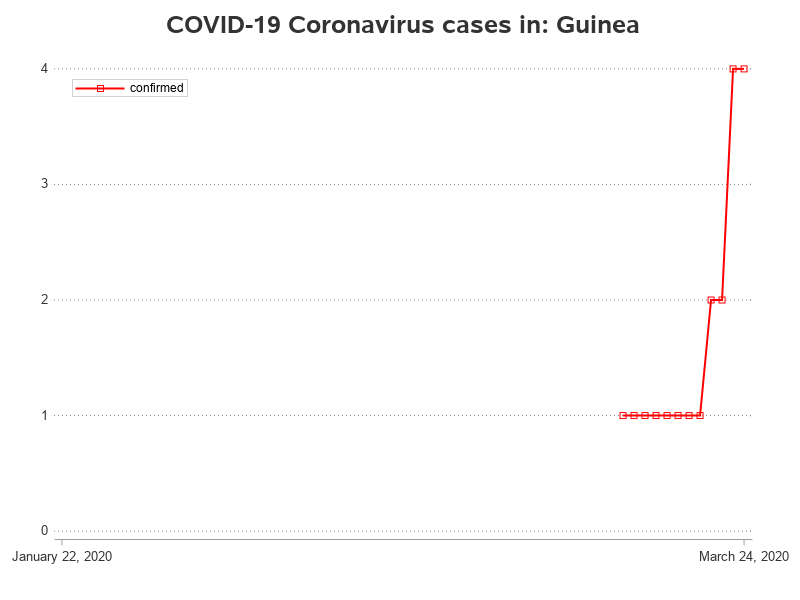 COVID-19 Coronavirus cases in: Guinea
4
confirmed
3
2
1
0
January 22, 2020
March 24, 2020